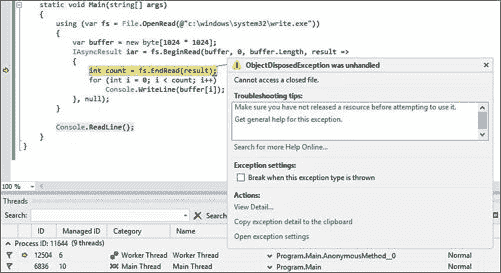 static void Main(string[] args)
{
using (var fs = File.OpenRead(@"c:\windows\system32\write.exe"))
{
var buffer = new byte[1024 * 1024];
IAsyncResult iar = fs.BeginRead(buffer, 0, buffer.Length, result =>
{
int count = fs.EndRead(result);
for (int i = 0; i < count; i++)
Console.WriteLine(buffer[i]);
}, null);
}
Console.ReadLine();
}
ObjectDisposedException was unhandled
Cannot access a closed file.
Troubleshooting tips:
Make sure you have not released a resource before attempting to use it.
Get general help for this exception.
Search for more Help Online...
Exception settings:
Break when this exception type is thrown
Actions:
View Detail...
Copy exception detail to the clipboard
Open exception settings
100 %
Threads
Search:
Search
ID Managed ID Category Name
Process ID: 11644 (9 threads)
12504 6 Worker Thread Worker Thread Program.Main.AnonymousMethod__0 Normal
6836 10 Main Thread Main Thread Program.Main Normal